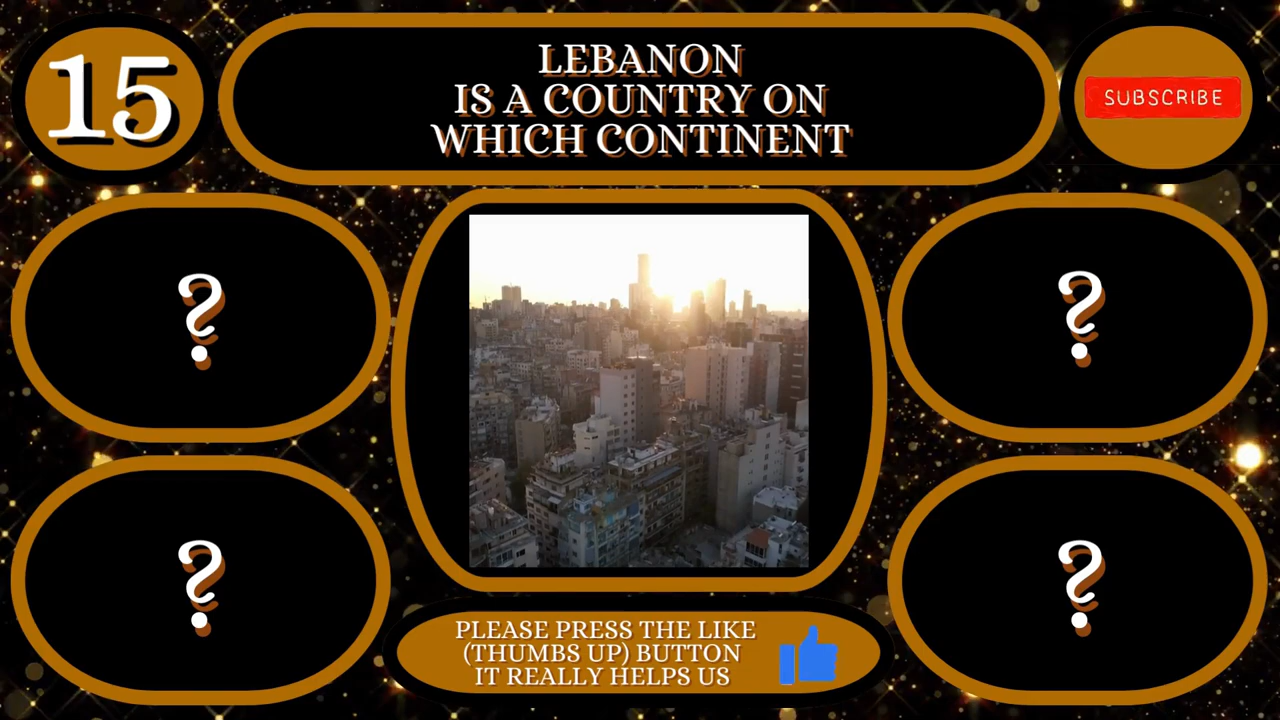 15
LEBANON
IS A COUNTRY ON
WHICH CONTINENT
SUBSCRIBE
?
?
?
?
PLEASE PRESS THE LIKE
(THUMBS UP) BUTTON
IT REALLY HELPS US